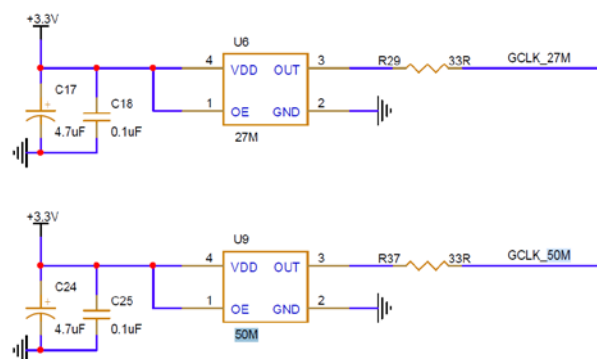 +3.3V
U6
4 VDD OUT 3 R29 33R GCLK_27M
C17
C18
1 OE GND 2
4.7uF 0.1uF
27M
+3.3V
U9
4 VDD OUT 3 R37 33R GCLK_50M
C24
C25
1 OE GND 2
4.7uF 0.1uF
50M